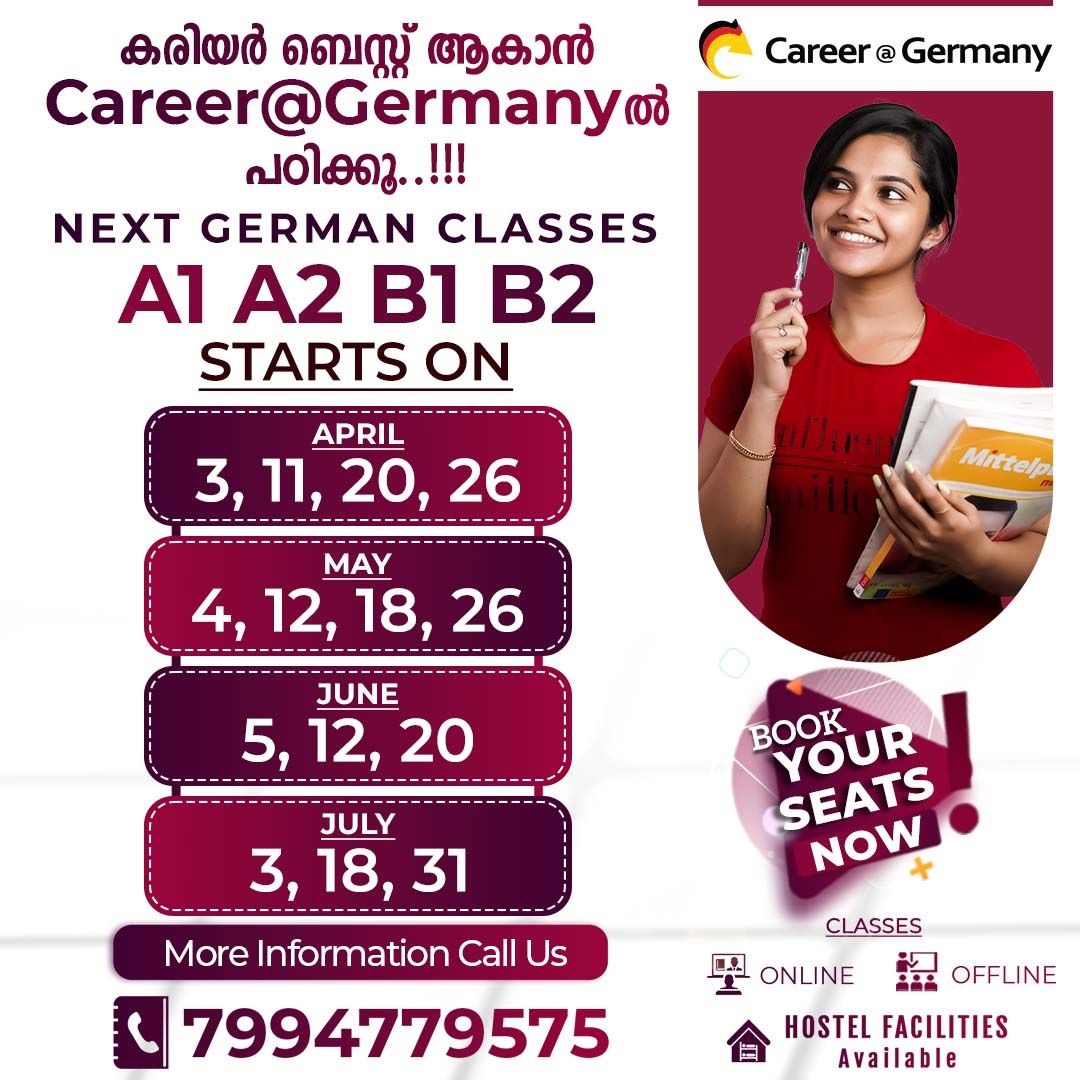 കരിയർ ബെസ്റ്റ് ആകാൻ
Career@Germanyൽ
പഠിക്കൂ..!!!
NEXT GERMAN CLASSES
A1 A2 B1 B2
STARTS ON
APRIL
3, 11, 20, 26
MAY
4, 12, 18, 26
JUNE
5, 12, 20
JULY
3, 18, 31
More Information Call Us
7994779575
Career @ Germany
BOOK
YOUR
SEATS
NOW
CLASSES
ONLINE
OFFLINE
HOSTEL FACILITIES
Available